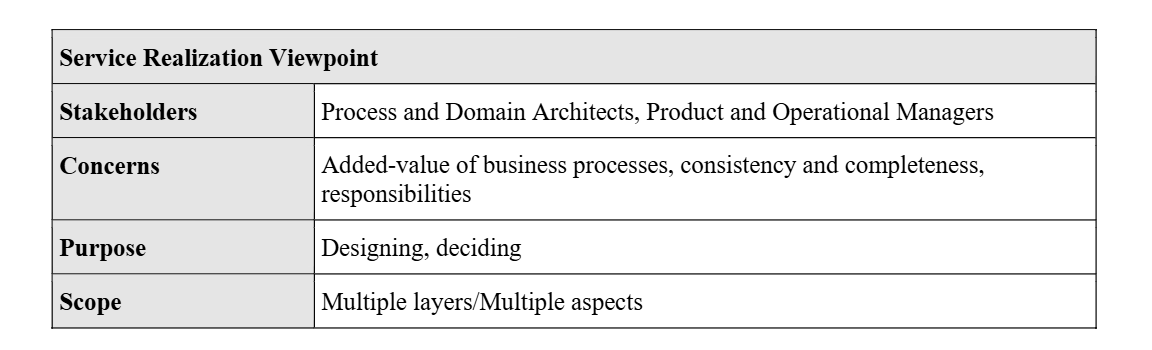 Service Realization Viewpoint
Stakeholders
Process and Domain Architects, Product and Operational Managers
Concerns
Added-value of business processes, consistency and completeness,
responsibilities
Purpose
Designing, deciding
Scope
Multiple layers/Multiple aspects